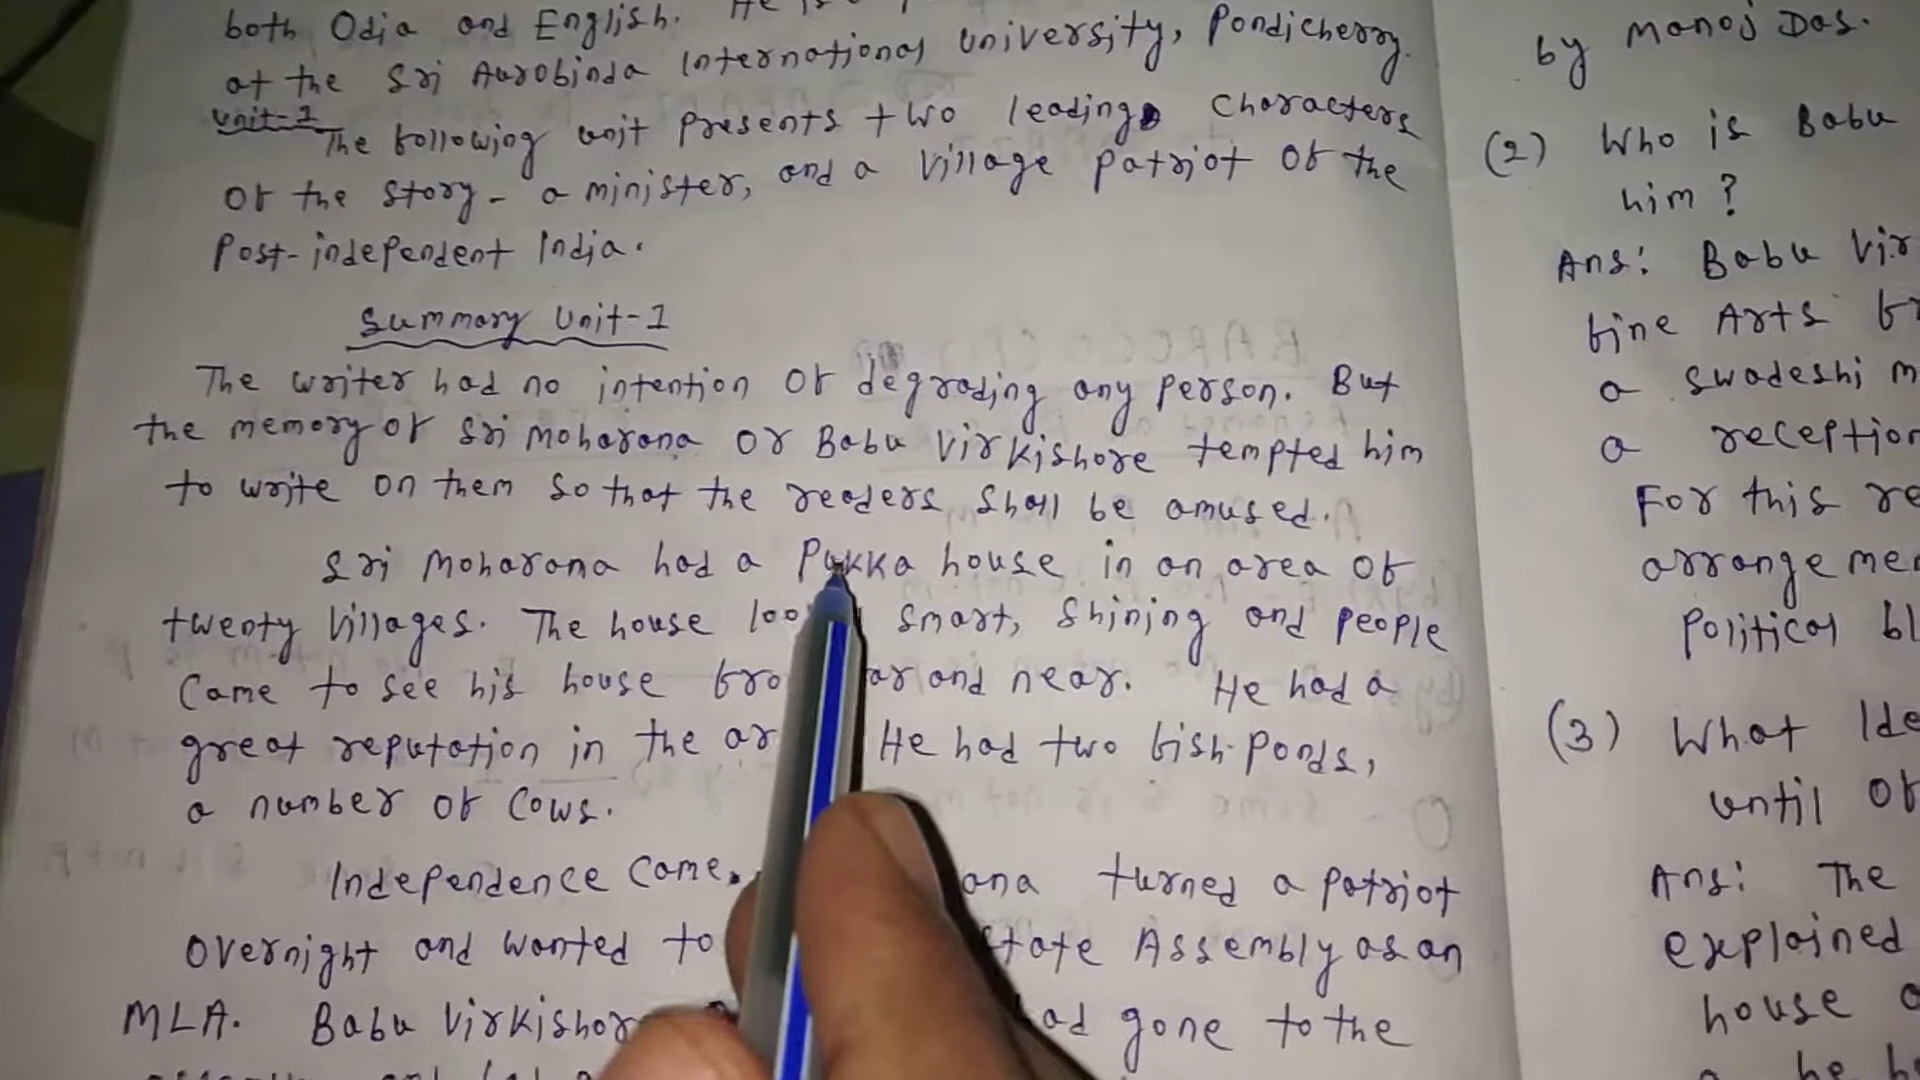 both Odia and English. He is
at the Sri Aurobinda International University, Pondicherry.
Unit-1
The following unit presents two leading characters
of the story - a minister, and a village patriot of the
Post-independent India.
Summary Unit-1
The writer had no intention of degrading any person. But
the memory of Sri Moharana or Babu Virkishore tempted him
to write on them so that the readers shall be amused.
Sri Moharana had a Pukka house in an area of
twenty villages. The house smart, shining and people
came to see his house and near. He had a
great reputation in the He had two fish-ponds,
a number of cows.
Independence came. turned a patriot
overnight and wanted to Assembly as an
MLA. Babu gone to the
by Manoj Das.
(2) Who is Babu
him?
Ans: Babu
fine Arts
a swadeshi
a
For this
political
(3) What
until of
Ans: The
explained
house